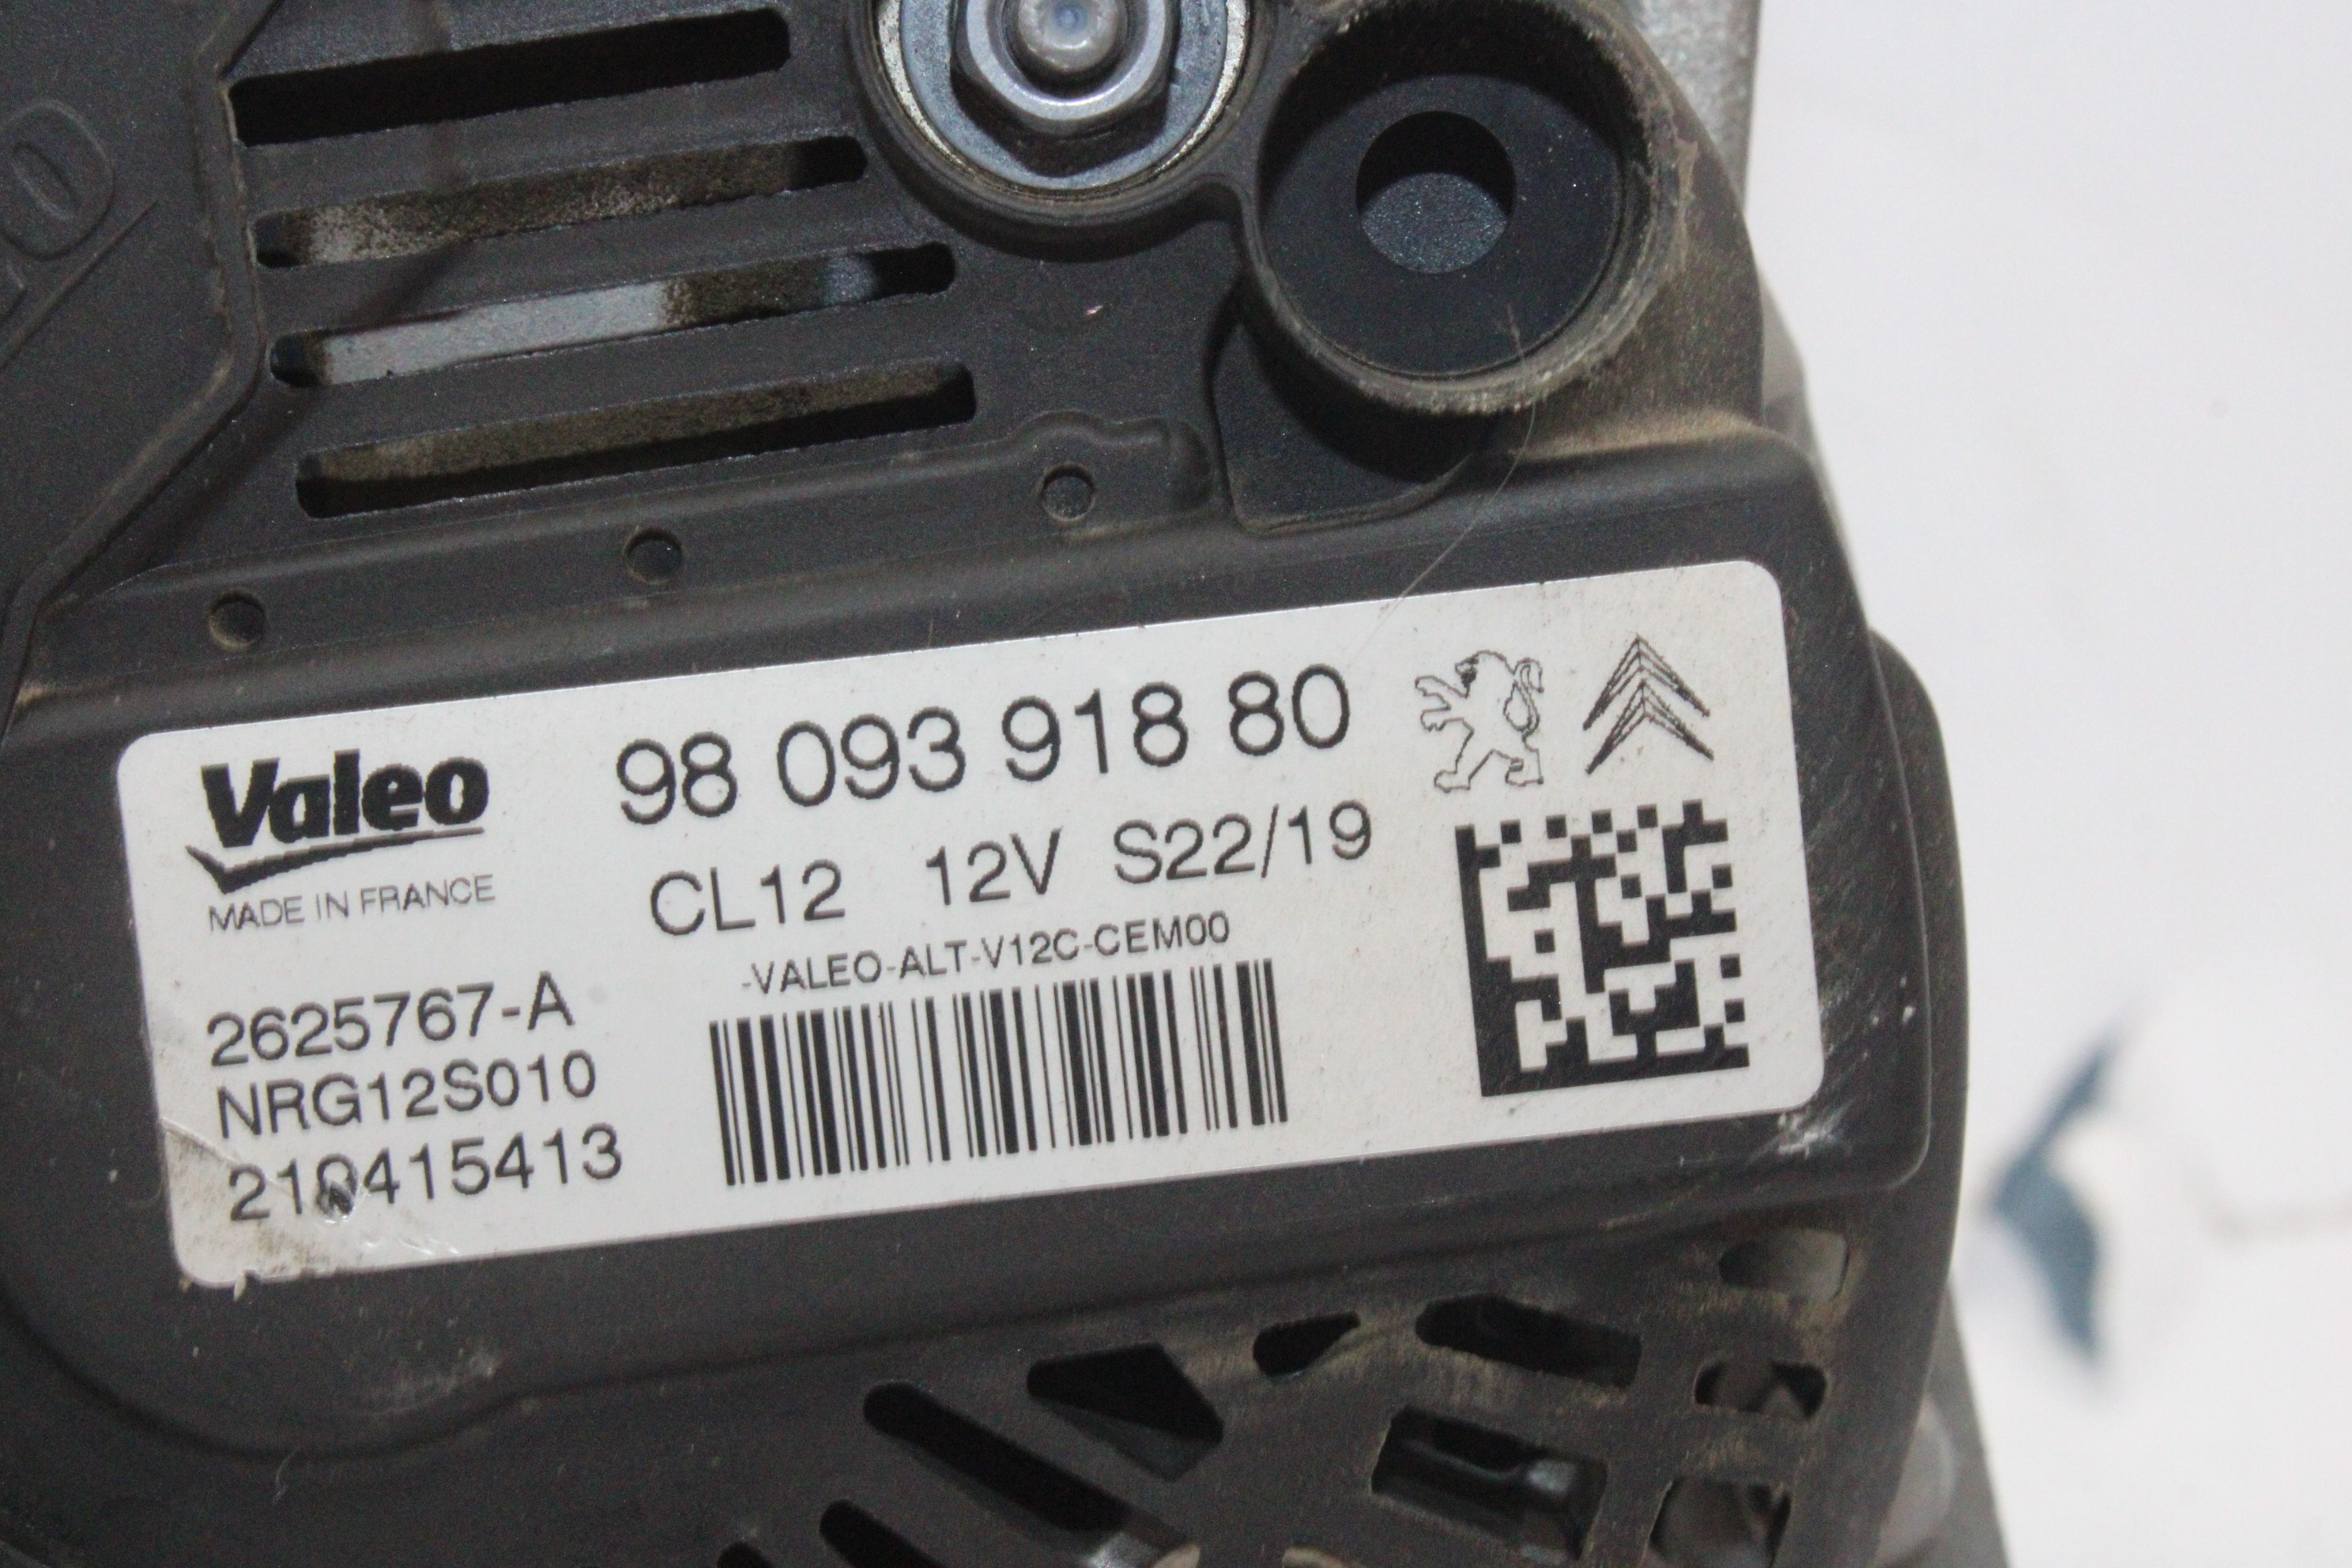 Valeo
MADE IN FRANCE
98 093 918 80
CL12 12V S22/19
-VALEO-ALT-V12C-CEM00
2625767-A
NRG12S010
210415413